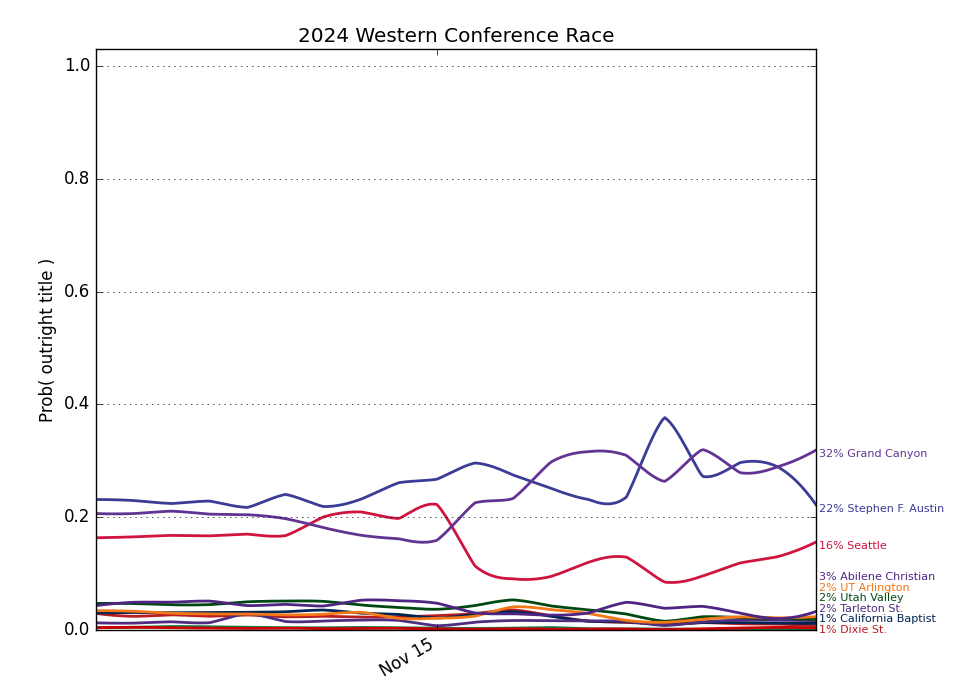 2024 Western Conference Race
Prob( outright title )
1.0
0.8
0.6
0.4
0.2
0.0
Nov 15
32% Grand Canyon
22% Stephen F. Austin
16% Seattle
3% Abilene Christian
2% UT Arlington
2% Utah Valley
2% Tarleton St.
1% California Baptist
1% Dixie St.